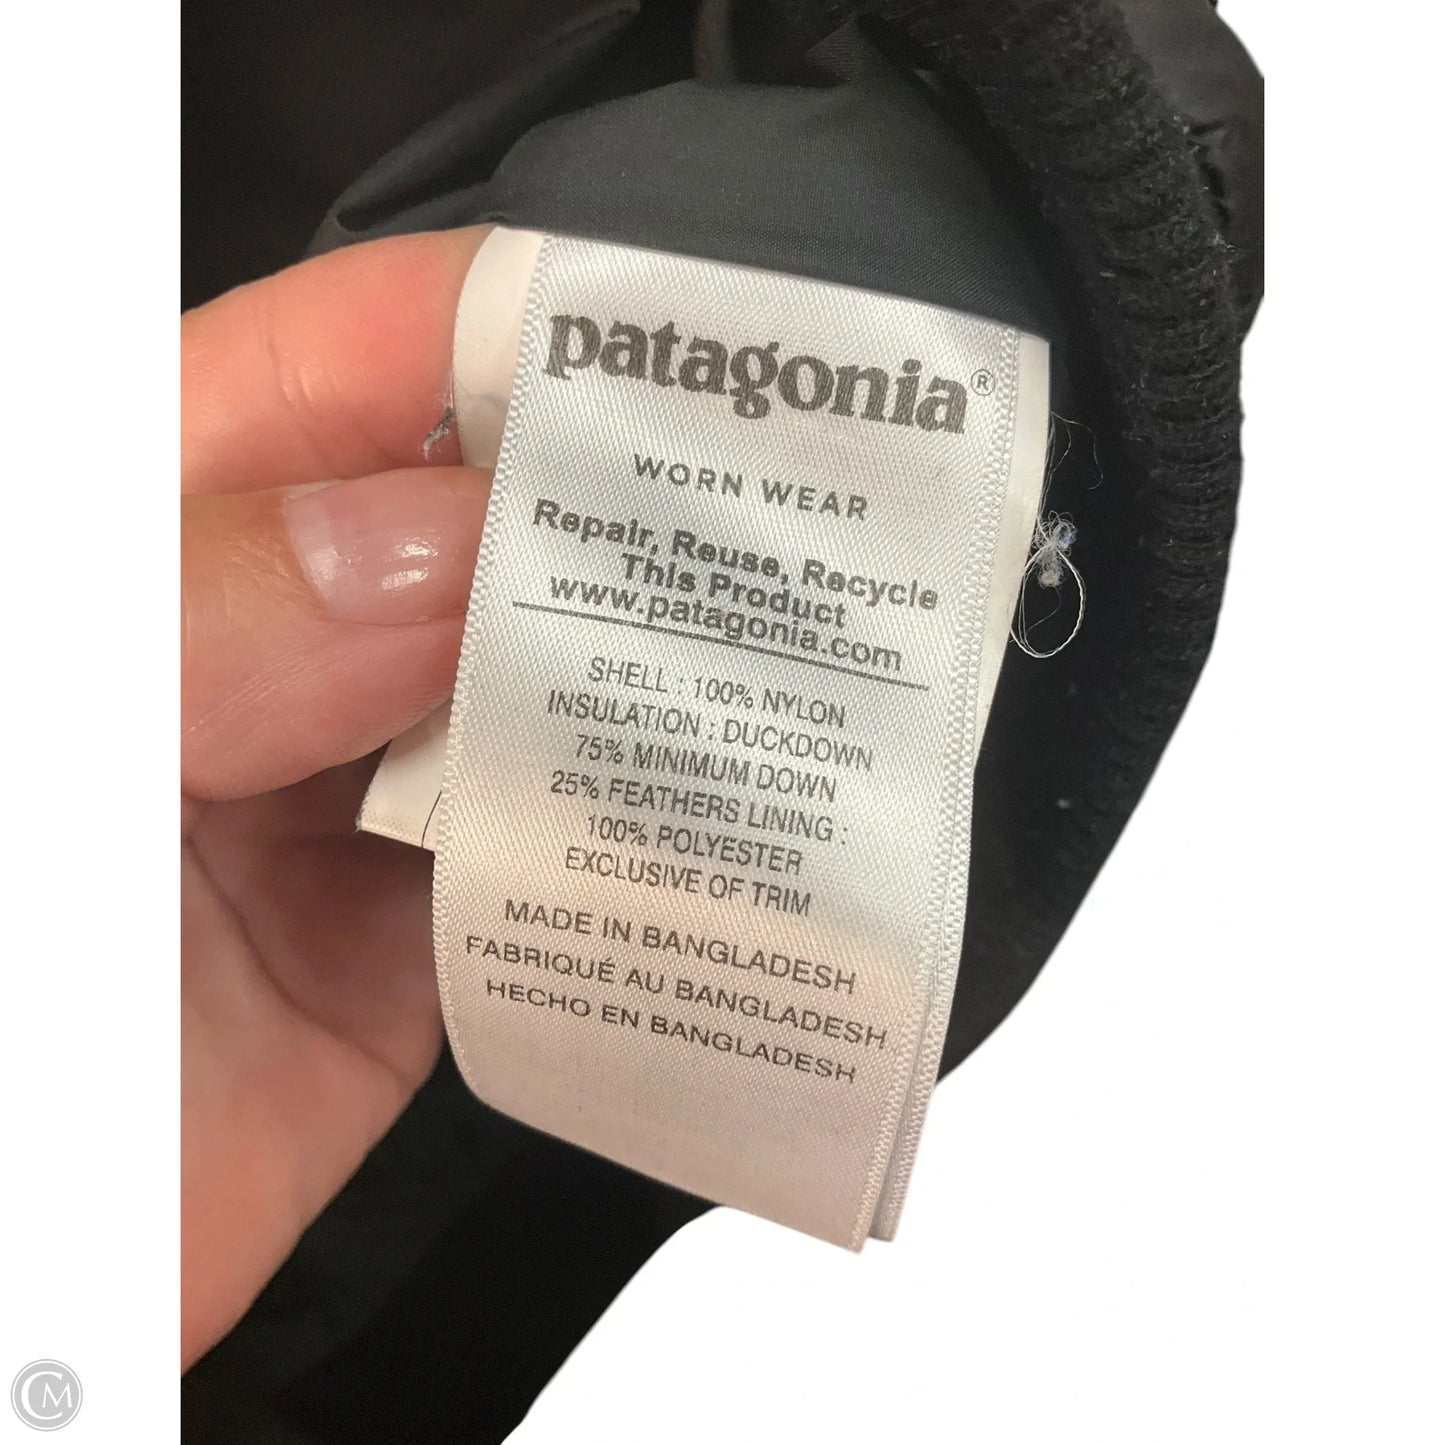 patagonia®
WORN WEAR
Repair, Reuse, Recycle
This Product
www.patagonia.com
SHELL : 100% NYLON
INSULATION : DUCKDOWN
75% MINIMUM DOWN
25% FEATHERS LINING :
100% POLYESTER
EXCLUSIVE OF TRIM
MADE IN BANGLADESH
FABRIQUÉ AU BANGLADESH
HECHO EN BANGLADESH
CM